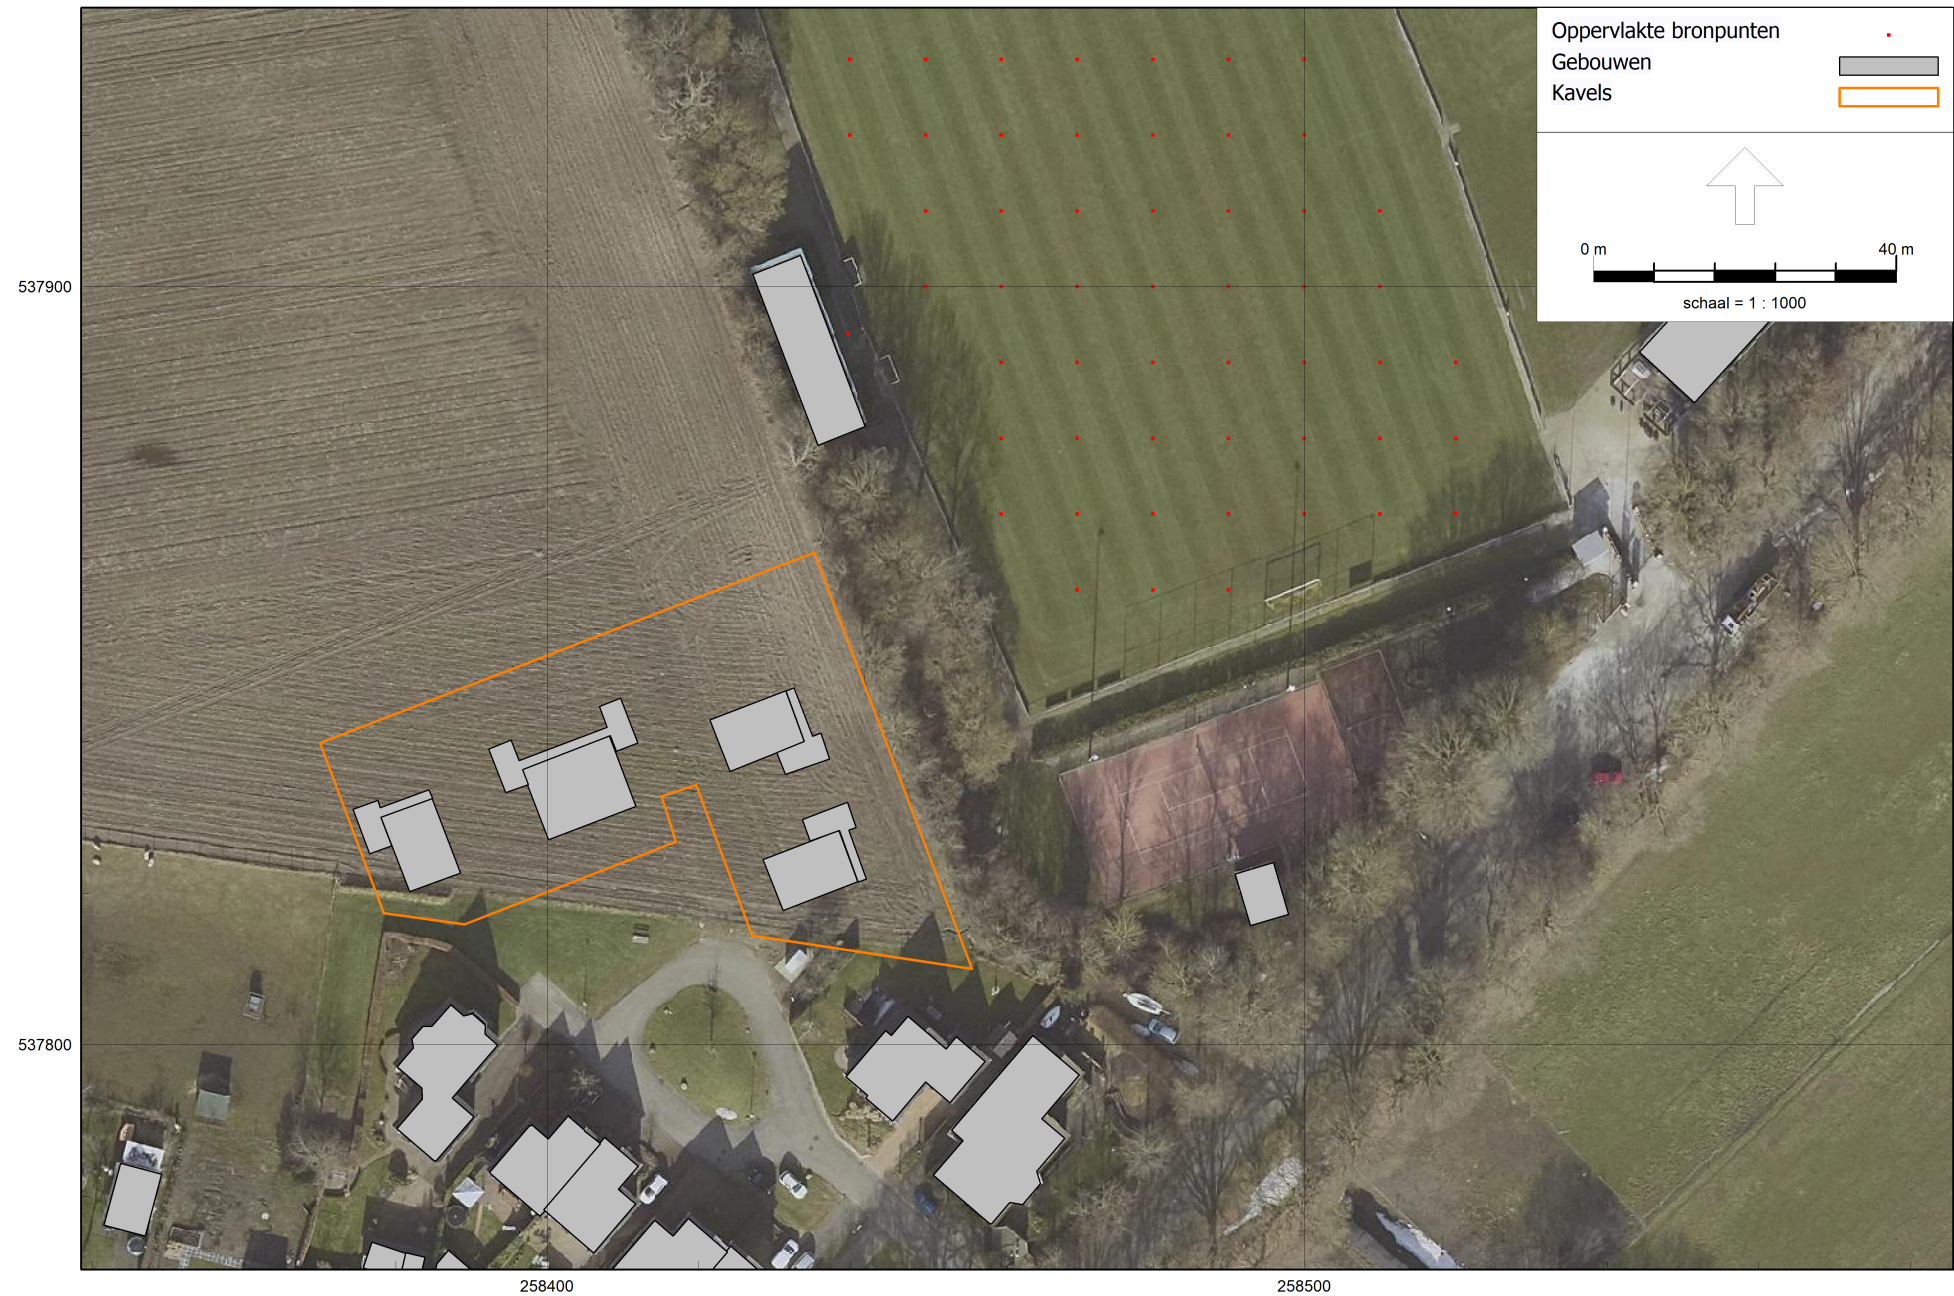 Oppervlakte bronpunten
Gebouwen
Kavels
0 m 40 m
schaal = 1 : 1000
537900
537800
258400 258500